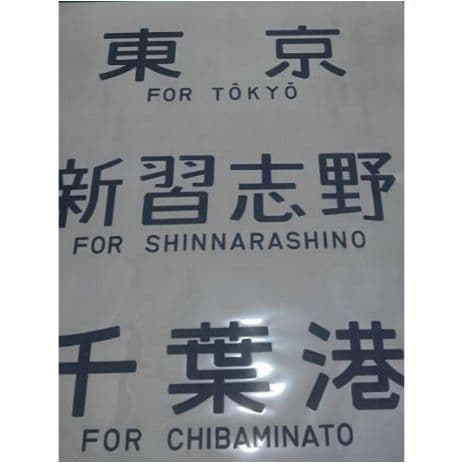 東京
FOR TŌKYŌ
新習志野
FOR SHINNARASHINO
千葉港
FOR CHIBAMINATO